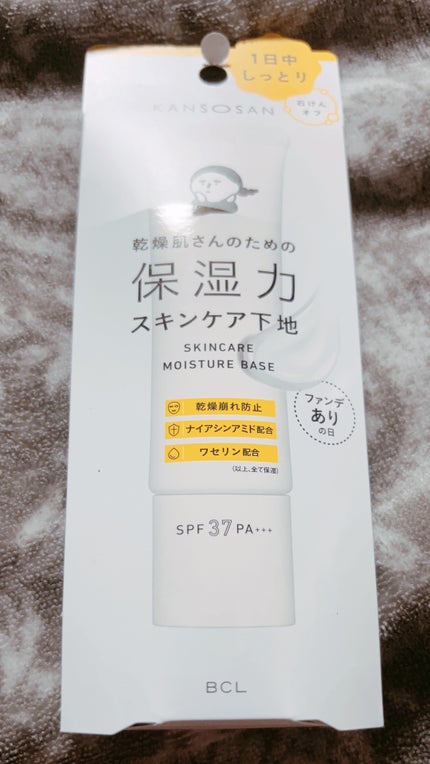 1日中
しっとり
石けん
オフ
KANSOSAN
乾燥肌さんのための
保湿力
スキンケア下地
SKINCARE
MOISTURE BASE
ファンデ
あり
の日
乾燥崩れ防止
ナイアシンアミド配合
ワセリン配合
(以上、全て保湿)
SPF37PA+++
BCL